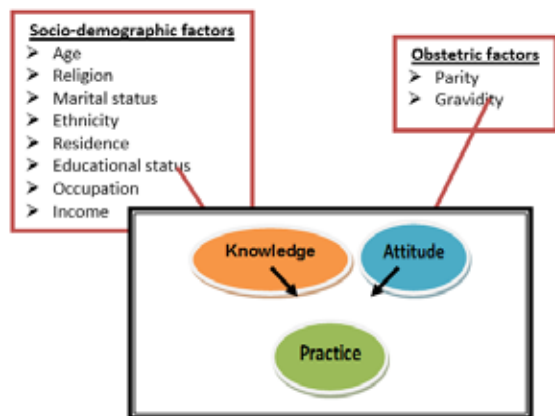 Socio-demographic factors
➤ Age
➤ Religion
➤ Marital status
➤ Ethnicity
➤ Residence
➤ Educational status
➤ Occupation
➤ Income
Obstetric factors
➤ Parity
➤ Gravidity
Knowledge
Attitude
Practice